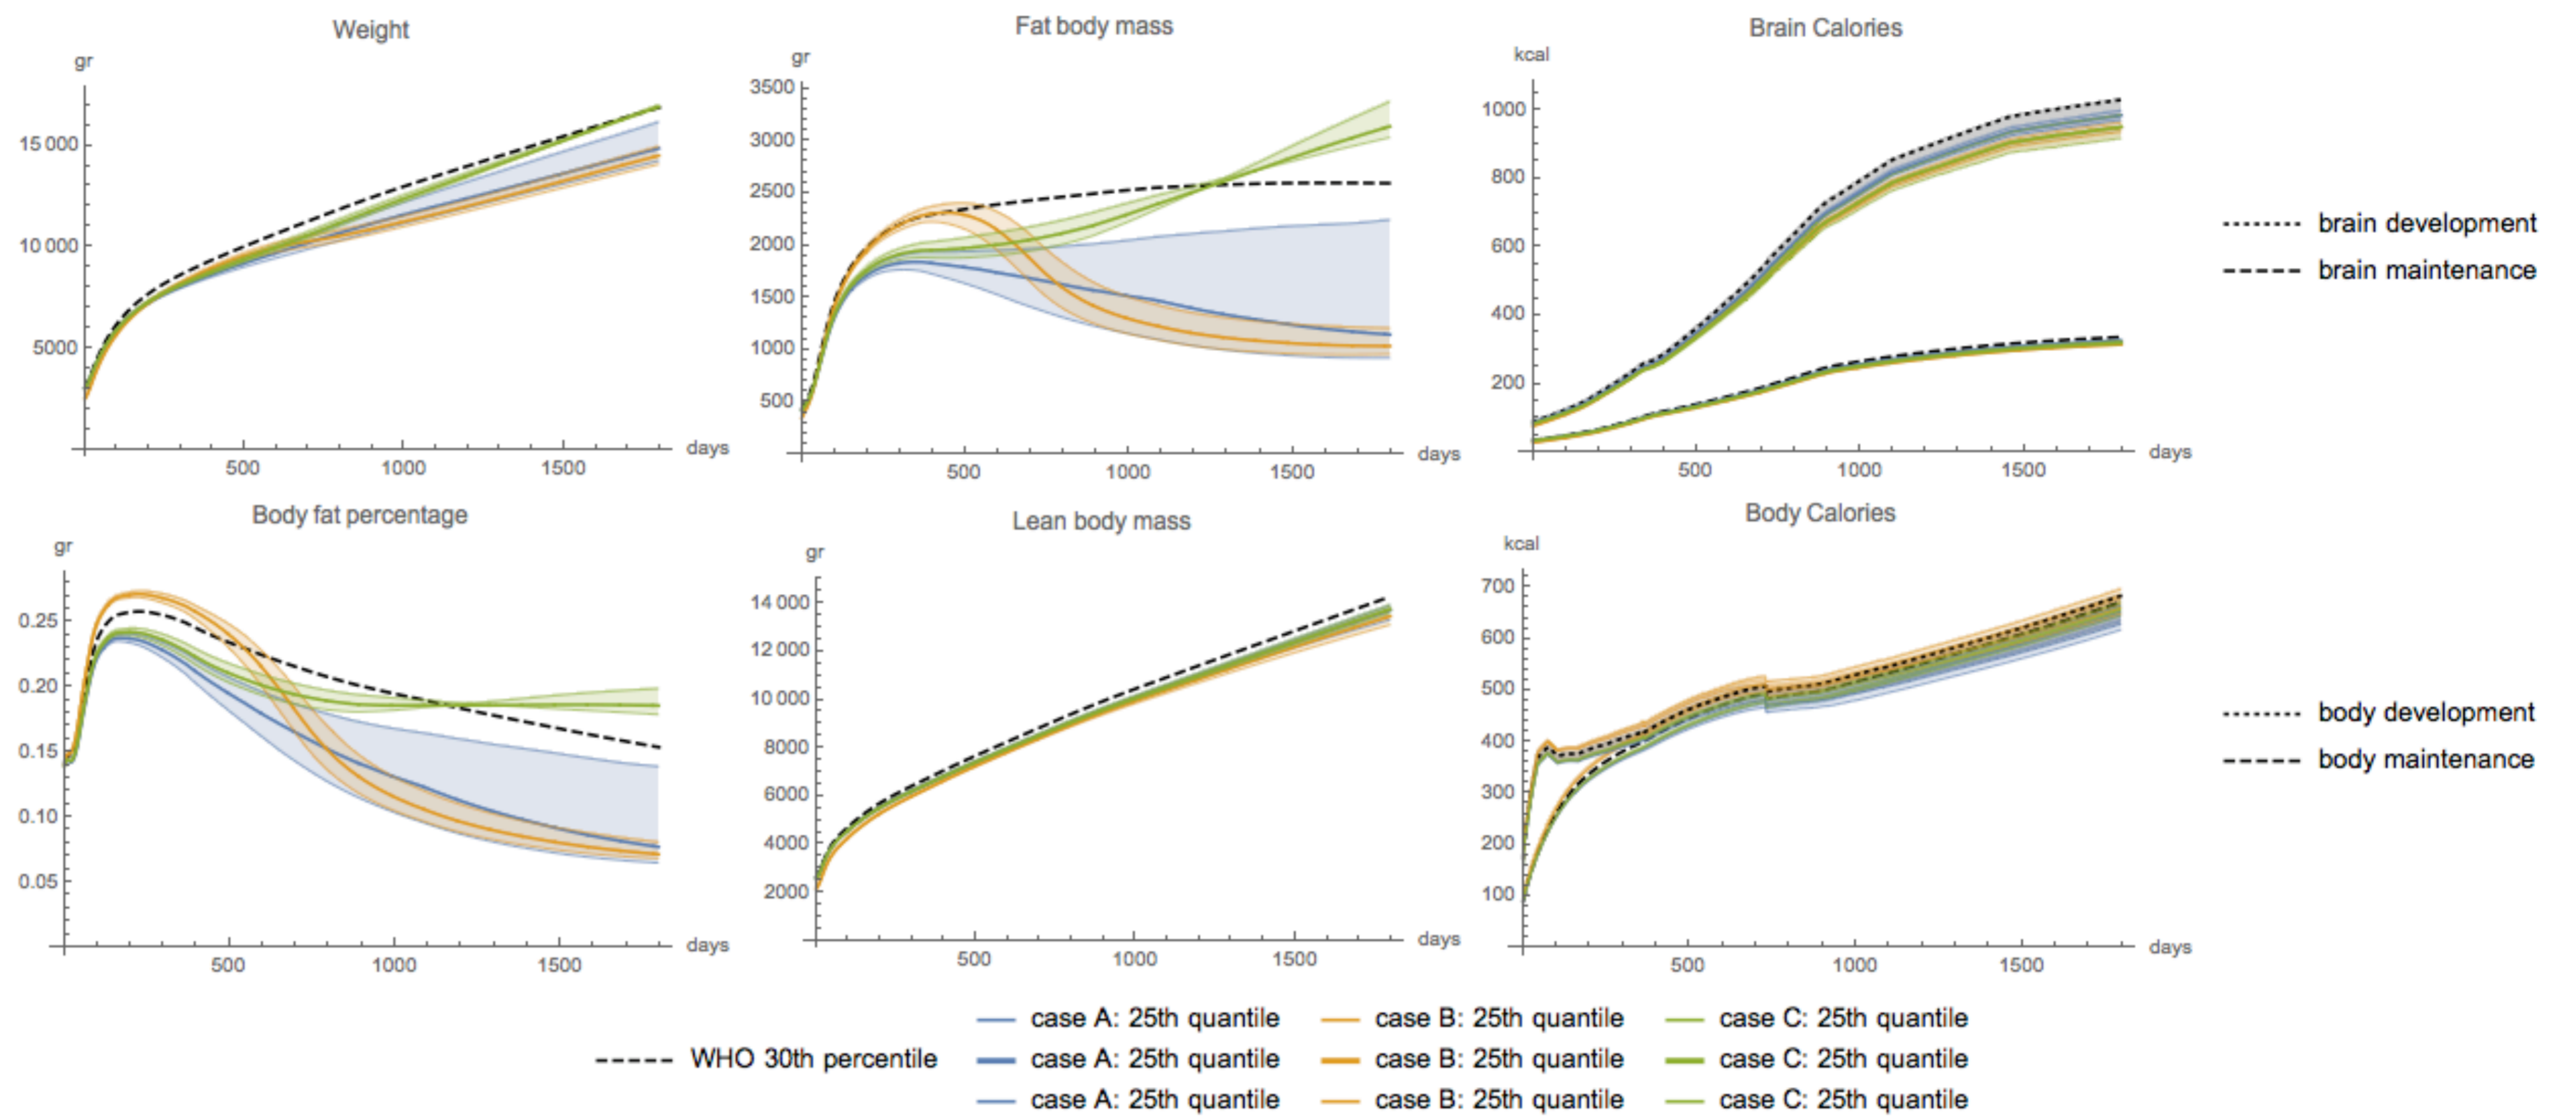 Weight
gr
15 000
10 000
5000
500
1000
1500
days
Fat body mass
gr
3500
3000
2500
2000
1500
1000
500
500
1000
1500
days
Brain Calories
kcal
1000
800
600
400
200
500
1000
1500
days
brain development
brain maintenance
Body fat percentage
gr
0.25
0.20
0.15
0.10
0.05
500
1000
1500
days
Lean body mass
gr
14 000
12 000
10 000
8000
6000
4000
2000
500
1000
1500
days
Body Calories
kcal
700
600
500
400
300
200
100
500
1000
1500
days
body development
body maintenance
case A: 25th quantile
case B: 25th quantile
case C: 25th quantile
WHO 30th percentile
case A: 25th quantile
case B: 25th quantile
case C: 25th quantile
case A: 25th quantile
case B: 25th quantile
case C: 25th quantile